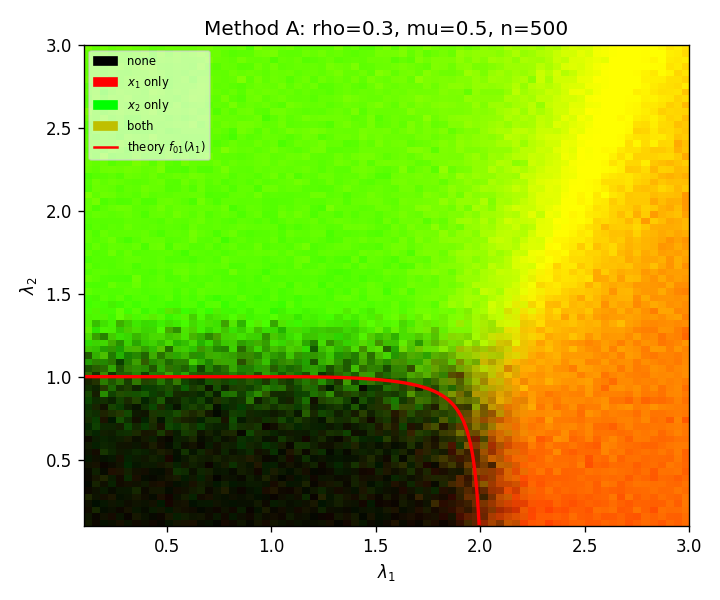 Method A: rho=0.3, mu=0.5, n=500
3.0
2.5
2.0
1.5
1.0
0.5
λ₂
none
x₁ only
x₂ only
both
theory f₀₁(λ₁)
0.5 1.0 1.5 2.0 2.5 3.0
λ₁